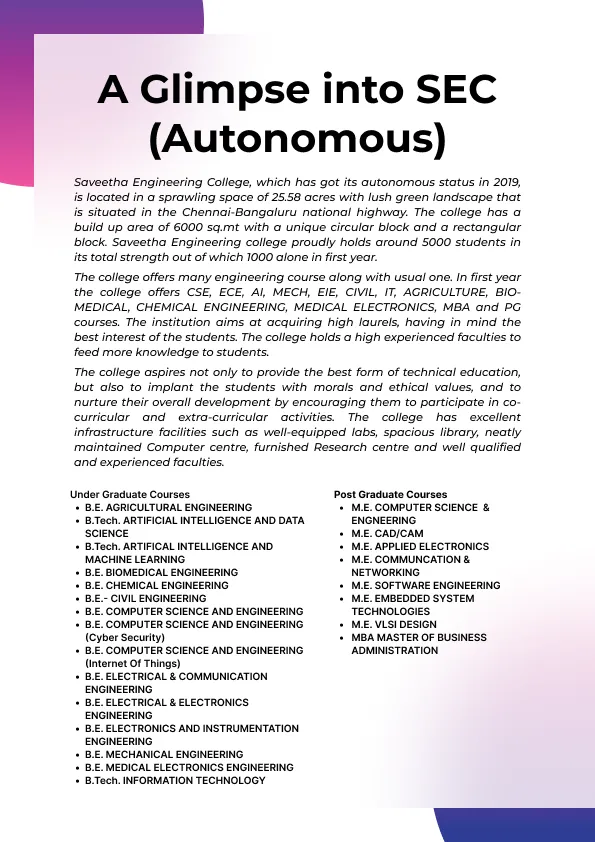 A Glimpse into SEC
(Autonomous)
Saveetha Engineering College, which has got its autonomous status in 2019,
is located in a sprawling space of 25.58 acres with lush green landscape that
is situated in the Chennai-Bangaluru national highway. The college has a
build up area of 6000 sq.mt with a unique circular block and a rectangular
block. Saveetha Engineering college proudly holds around 5000 students in
its total strength out of which 1000 alone in first year.
The college offers many engineering course along with usual one. In first year
the college offers CSE, ECE, AI, MECH, EIE, CIVIL, IT, AGRICULTURE, BIO-
MEDICAL, CHEMICAL ENGINEERING, MEDICAL ELECTRONICS, MBA and PG
courses. The institution aims at acquiring high laurels, having in mind the
best interest of the students. The college holds a high experienced faculties to
feed more knowledge to students.
The college aspires not only to provide the best form of technical education,
but also to implant the students with morals and ethical values, and to
nurture their overall development by encouraging them to participate in co-
curricular and extra-curricular activities. The college has excellent
infrastructure facilities such as well-equipped labs, spacious library, neatly
maintained Computer centre, furnished Research centre and well qualified
and experienced faculties.
Under Graduate Courses
• B.E. AGRICULTURAL ENGINEERING
• B.Tech. ARTIFICIAL INTELLIGENCE AND DATA
SCIENCE
• B.Tech. ARTIFICAL INTELLIGENCE AND
MACHINE LEARNING
• B.E. BIOMEDICAL ENGINEERING
• B.E. CHEMICAL ENGINEERING
• B.E.- CIVIL ENGINEERING
• B.E. COMPUTER SCIENCE AND ENGINEERING
• B.E. COMPUTER SCIENCE AND ENGINEERING
(Cyber Security)
• B.E. COMPUTER SCIENCE AND ENGINEERING
(Internet Of Things)
• B.E. ELECTRICAL & COMMUNICATION
ENGINEERING
• B.E. ELECTRICAL & ELECTRONICS
ENGINEERING
• B.E. ELECTRONICS AND INSTRUMENTATION
ENGINEERING
• B.E. MECHANICAL ENGINEERING
• B.E. MEDICAL ELECTRONICS ENGINEERING
• B.Tech. INFORMATION TECHNOLOGY
Post Graduate Courses
• M.E. COMPUTER SCIENCE &
ENGNEERING
• M.E. CAD/CAM
• M.E. APPLIED ELECTRONICS
• M.E. COMMUNCATION &
NETWORKING
• M.E. SOFTWARE ENGINEERING
• M.E. EMBEDDED SYSTEM
TECHNOLOGIES
• M.E. VLSI DESIGN
• MBA MASTER OF BUSINESS
ADMINISTRATION